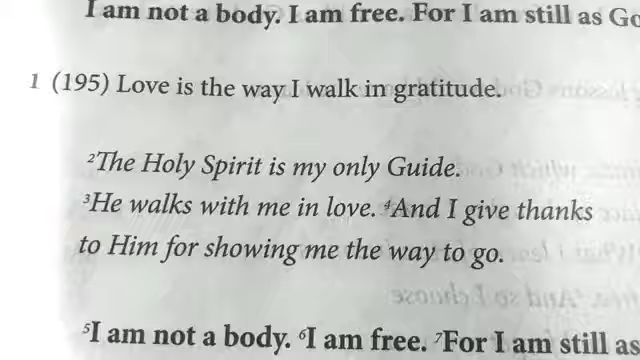 I am not a body. I am free. For I am still as Go
1 (195) Love is the way I walk in gratitude.
²The Holy Spirit is my only Guide.
³He walks with me in love. ⁴And I give thanks
to Him for showing me the way to go.
⁵I am not a body. ⁶I am free. ⁷For I am still as